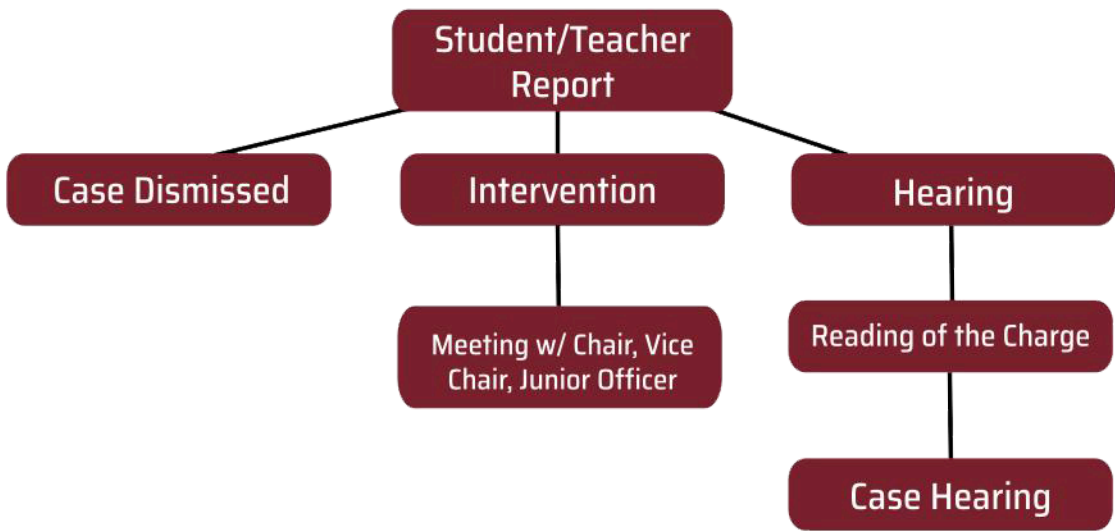 Student/Teacher
Report
Case Dismissed
Intervention
Hearing
Meeting w/ Chair, Vice
Chair, Junior Officer
Reading of the Charge
Case Hearing